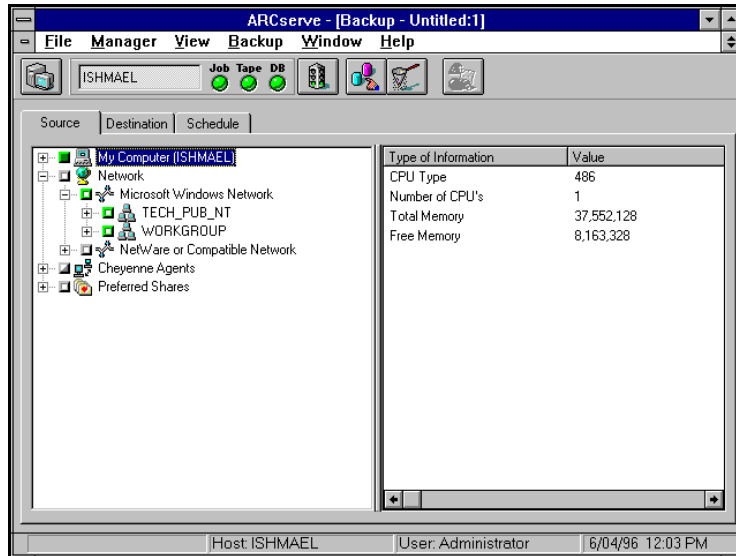 ARCserve - [Backup - Untitled:1]
File Manager View Backup Window Help
ISHMAEL
Job Tape DB
Source Destination Schedule
My Computer (ISHMAEL)
Network
Microsoft Windows Network
TECH_PUB_NT
WORKGROUP
NetWare or Compatible Network
Cheyenne Agents
Preferred Shares
Type of Information Value
CPU Type 486
Number of CPU's 1
Total Memory 37,552,128
Free Memory 8,163,328
Host: ISHMAEL User: Administrator 6/04/96 12:03 PM